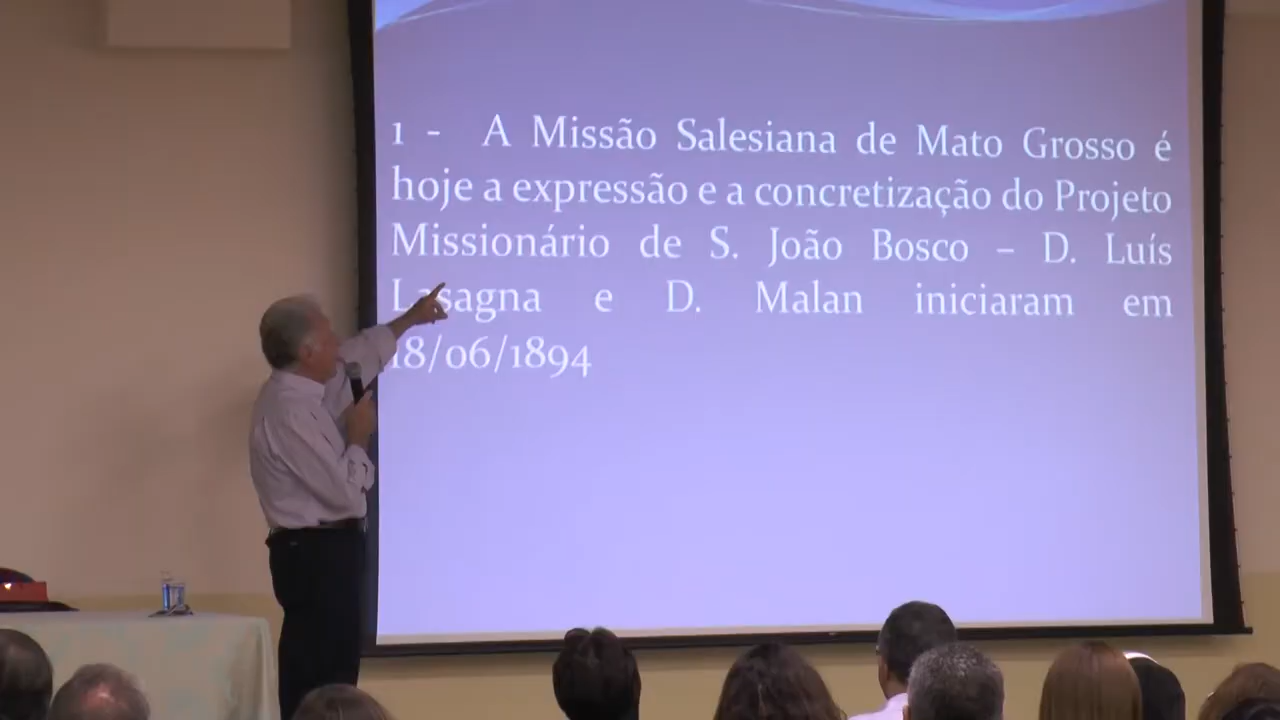 1 - A Missão Salesiana de Mato Grosso é
hoje a expressão e a concretização do Projeto
Missionário de S. João Bosco – D. Luís
Lasagna e D. Malan iniciaram em
18/06/1894